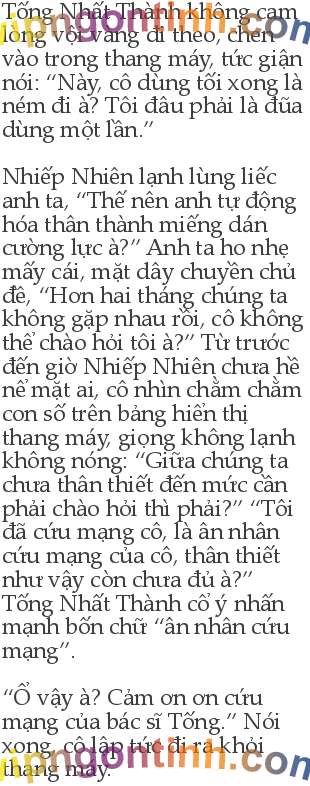 Tống Nhất Thành không cam
lòng vội vàng đi theo, chen
vào trong thang máy, tức giận
nói: “Này, cô dùng tôi xong là
ném đi à? Tôi đâu phải là đũa
dùng một lần.”

Nhiếp Nhiên lạnh lùng liếc
anh ta, “Thế nên anh tự động
hóa thân thành miếng dán
cường lực à?” Anh ta ho nhẹ
mấy cái, mặt dây chuyền chủ
đề, “Hơn hai tháng chúng ta
không gặp nhau rồi, cô không
thể chào hỏi tôi à?” Từ trước
đến giờ Nhiếp Nhiên chưa hề
nể mặt ai, cô nhìn chằm chằm
con số trên bảng hiển thị
thang máy, giọng không lạnh
không nóng: “Giữa chúng ta
chưa thân thiết đến mức cần
phải chào hỏi thì phải?” “Tôi
đã cứu mạng cô, là ân nhân
cứu mạng của cô, thân thiết
như vậy còn chưa đủ à?”
Tống Nhất Thành cố ý nhấn
mạnh bốn chữ “ân nhân cứu
mạng”.

“Ồ vậy à? Cảm ơn ơn cứu
mạng của bác sĩ Tống.” Nói
xong, cô lập tức đi ra khỏi
thang máy.